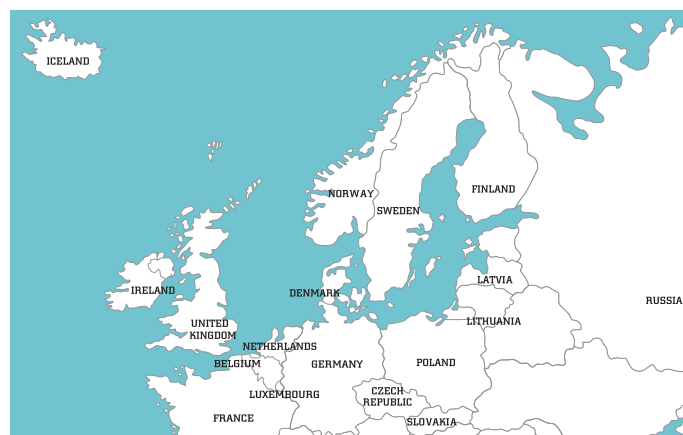 ICELAND
NORWAY
FINLAND
SWEDEN
LATVIA
IRELAND
DENMARK
RUSSIA
LITHUANIA
UNITED
KINGDOM
NETHERLANDS
BELGIUM
GERMANY
POLAND
LUXEMBOURG
CZECH
REPUBLIC
FRANCE
SLOVAKIA